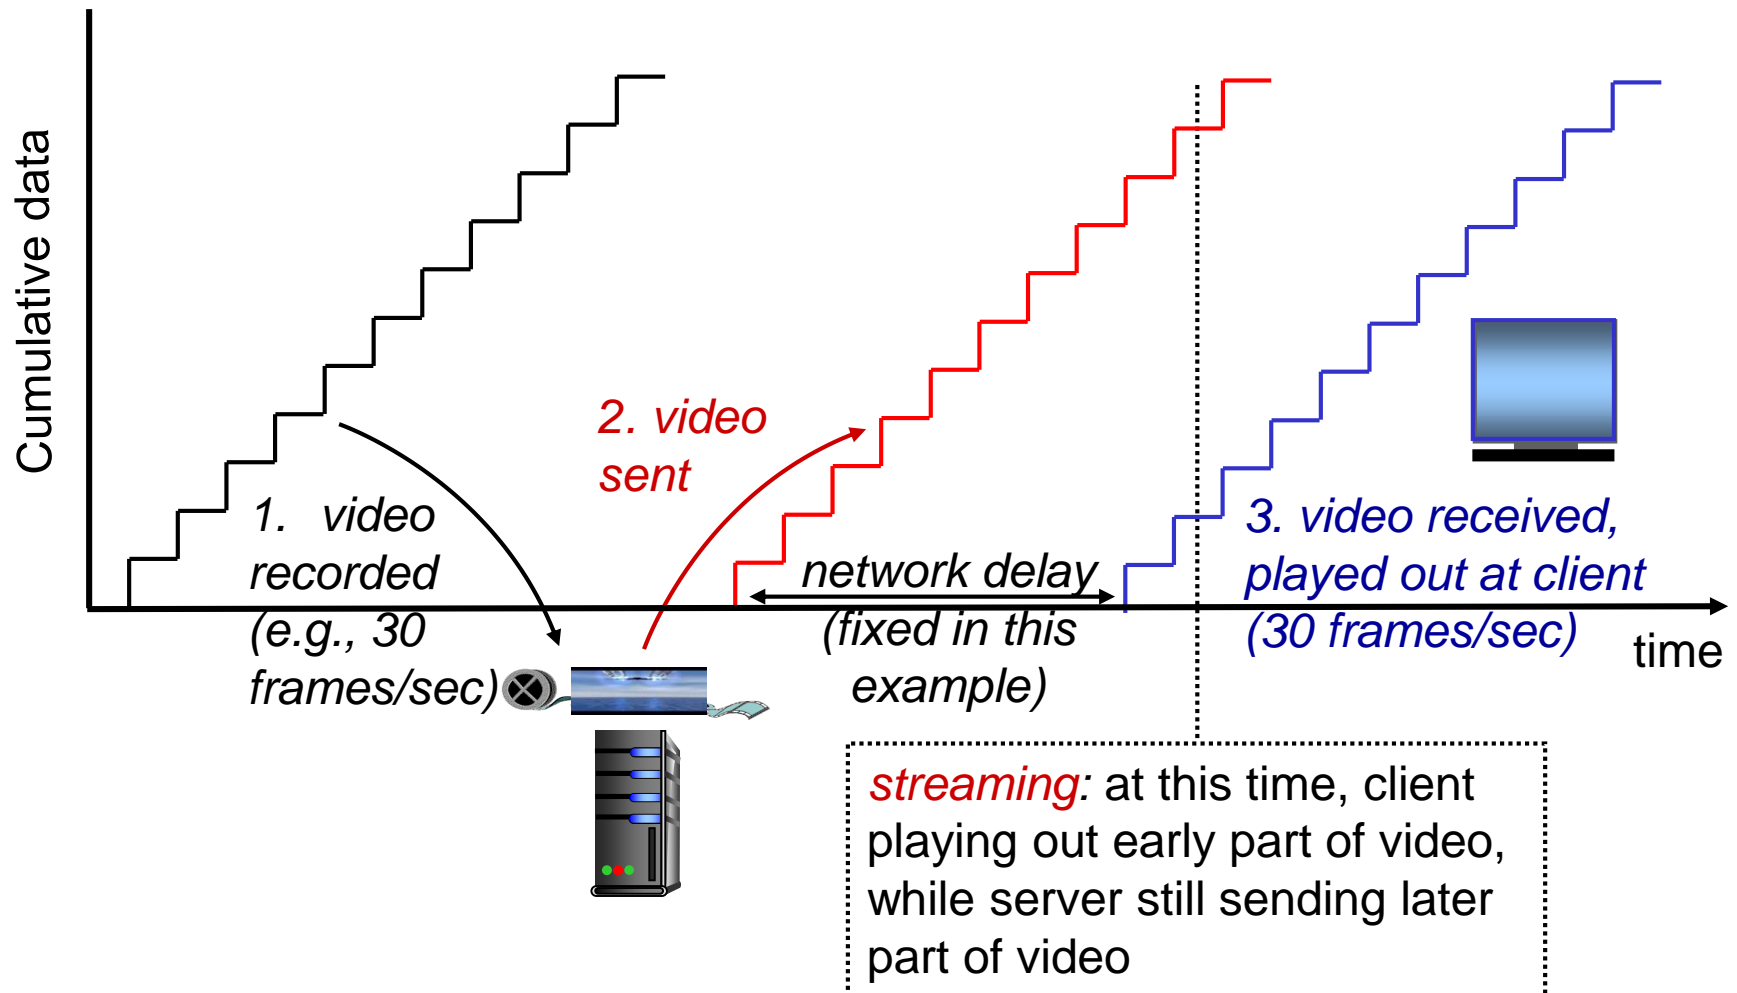 Cumulative data
1. video
recorded
(e.g., 30
frames/sec)
2. video
sent
network delay
(fixed in this
example)
3. video received,
played out at client
(30 frames/sec)
time
streaming: at this time, client
playing out early part of video,
while server still sending later
part of video